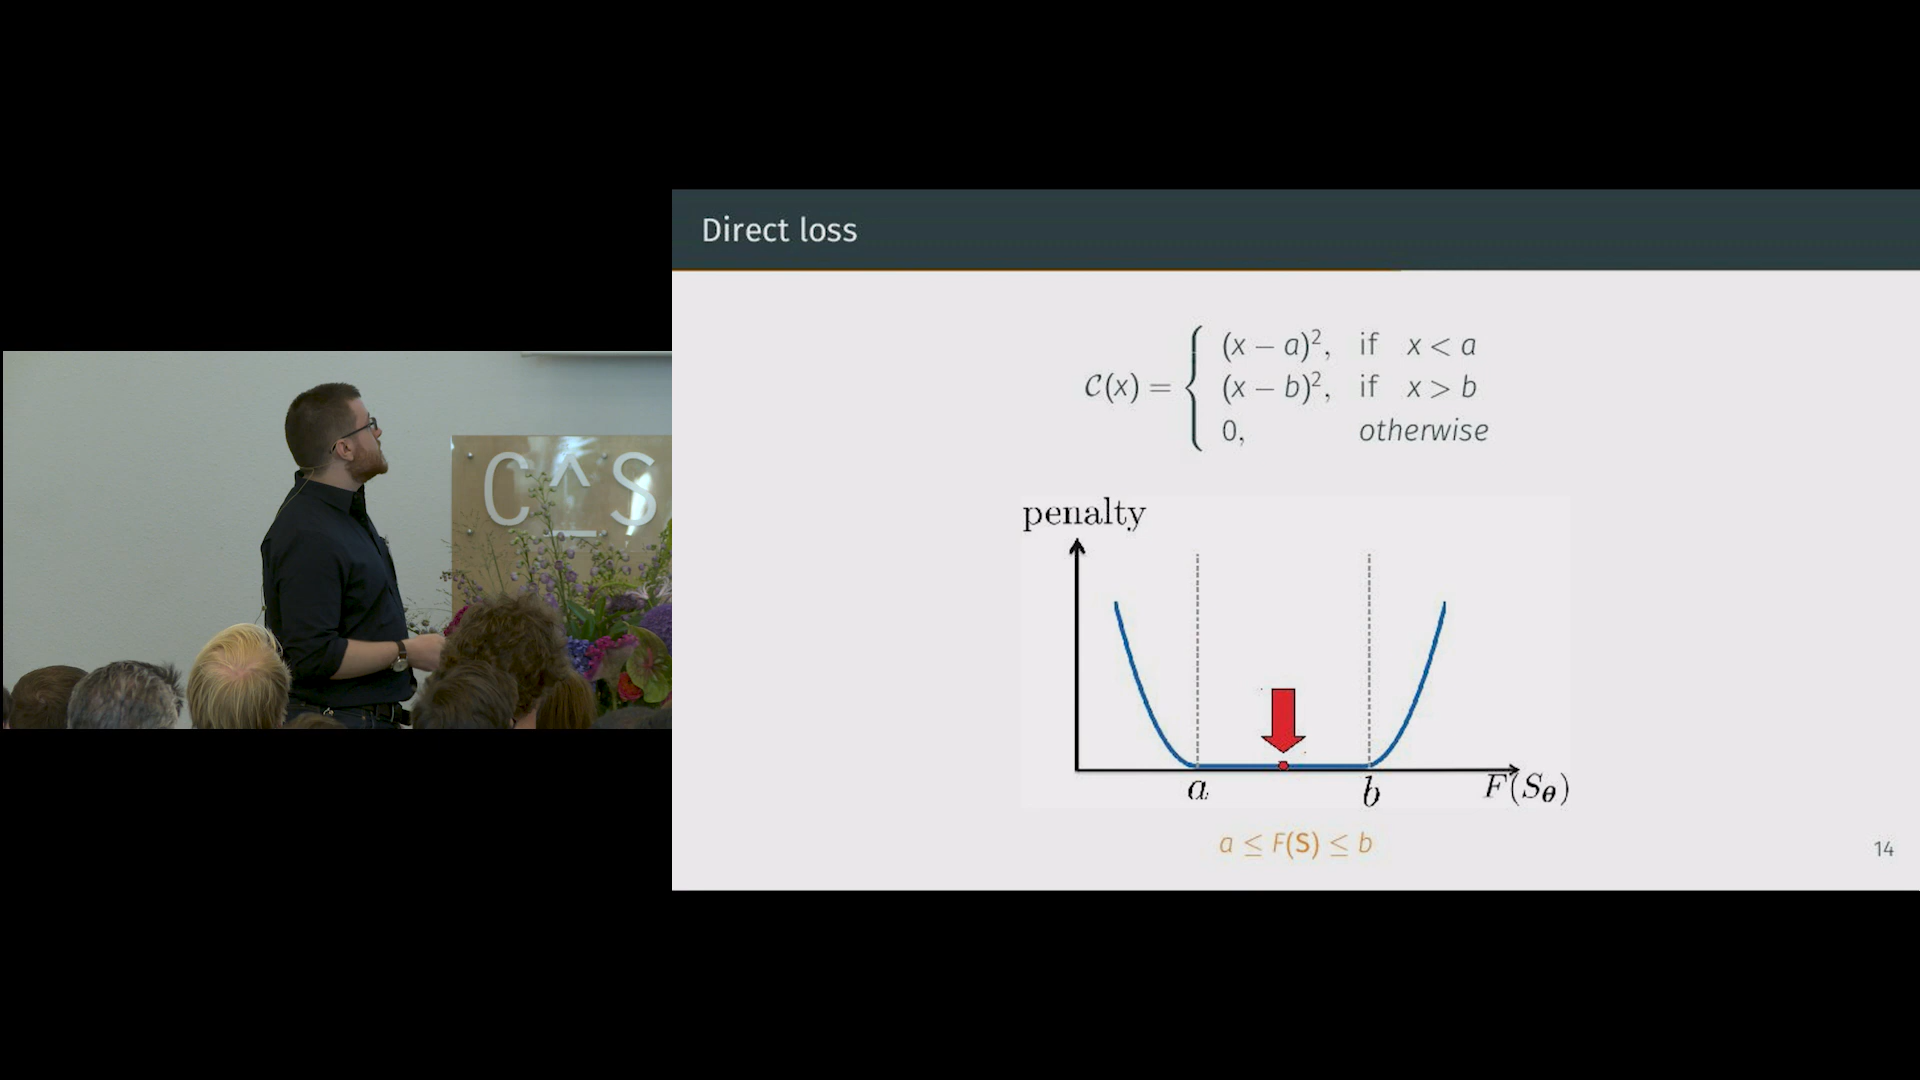 C^S
Direct loss
C(x) = { (x − a)², if x < a
(x − b)², if x > b
0, otherwise
penalty
a
b
F(S_θ)
a ≤ F(S) ≤ b
14